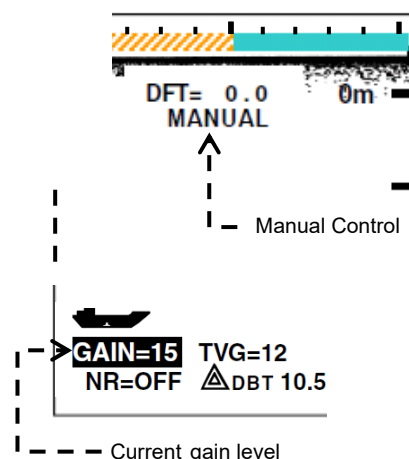 DFT= 0.0 0m
MANUAL
Manual Control
GAIN=15 TVG=12
NR=OFF DBT 10.5
Current gain level